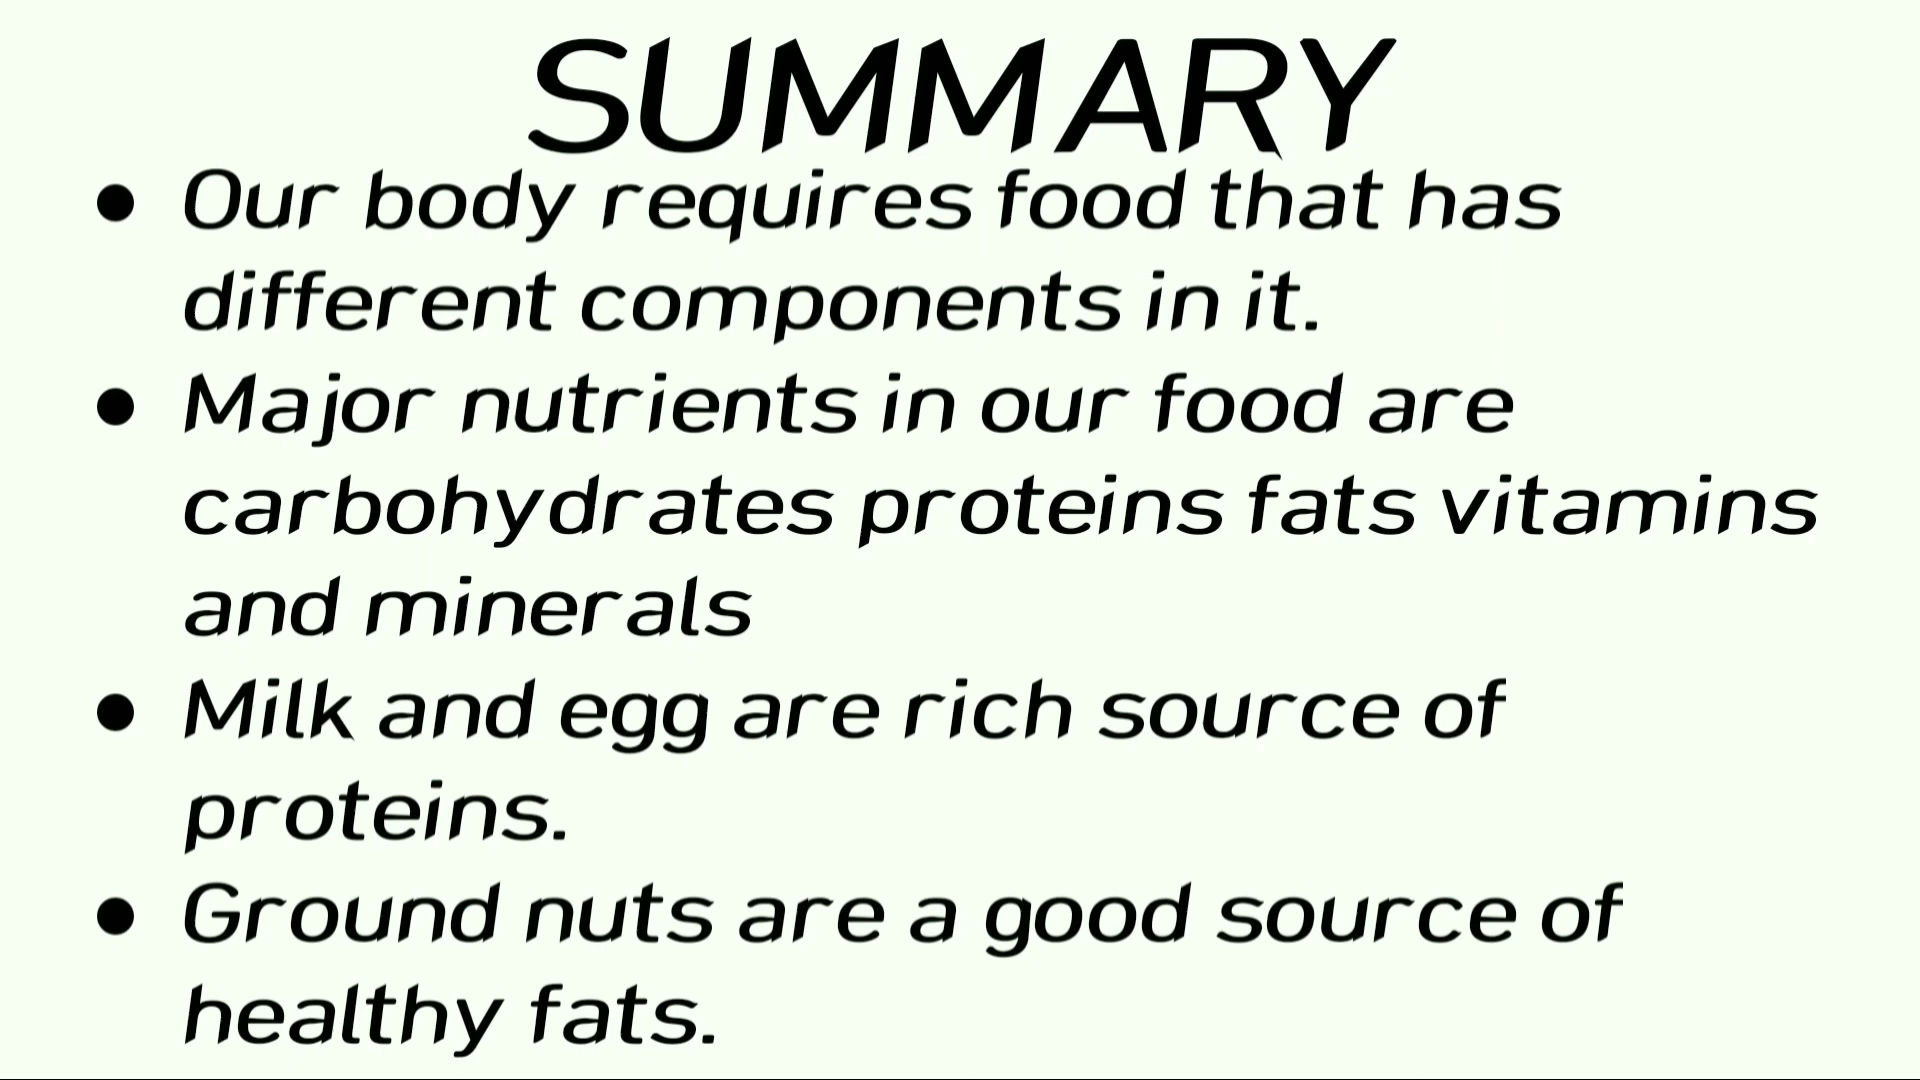 SUMMARY
● Our body requires food that has
different components in it.
● Major nutrients in our food are
carbohydrates proteins fats vitamins
and minerals
● Milk and egg are rich source of
proteins.
● Ground nuts are a good source of
healthy fats.